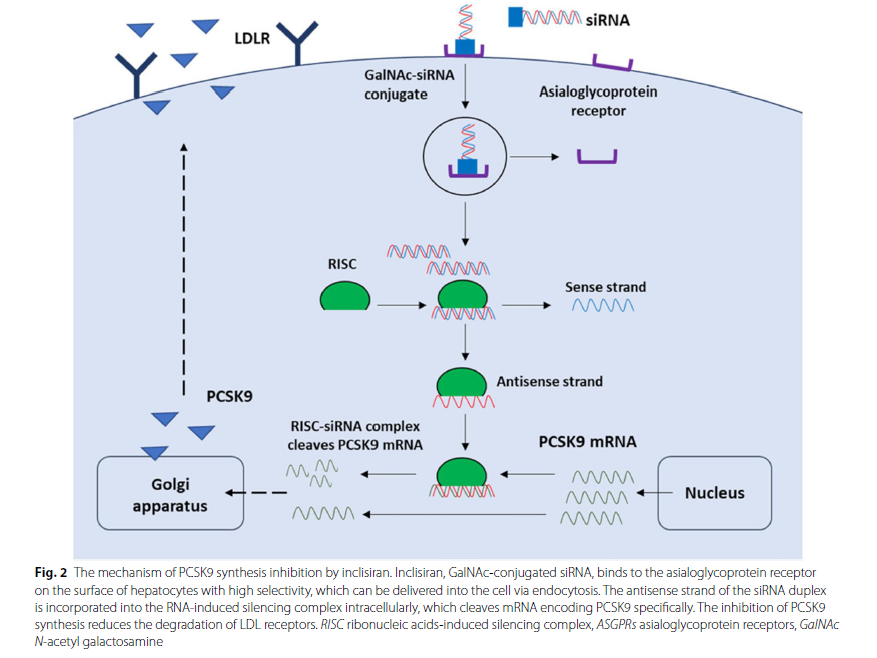 LDLR
siRNA
GalNAc-siRNA
conjugate
Asialoglycoprotein
receptor
RISC
Sense strand
Antisense strand
PCSK9
RISC-siRNA complex
cleaves PCSK9 mRNA
PCSK9 mRNA
Golgi
apparatus
Nucleus
Fig. 2 The mechanism of PCSK9 synthesis inhibition by inclisiran. Inclisiran, GalNAc-conjugated siRNA, binds to the asialoglycoprotein receptor
on the surface of hepatocytes with high selectivity, which can be delivered into the cell via endocytosis. The antisense strand of the siRNA duplex
is incorporated into the RNA-induced silencing complex intracellularly, which cleaves mRNA encoding PCSK9 specifically. The inhibition of PCSK9
synthesis reduces the degradation of LDL receptors. RISC ribonucleic acids-induced silencing complex, ASGPRs asialoglycoprotein receptors, GalNAc
N-acetyl galactosamine